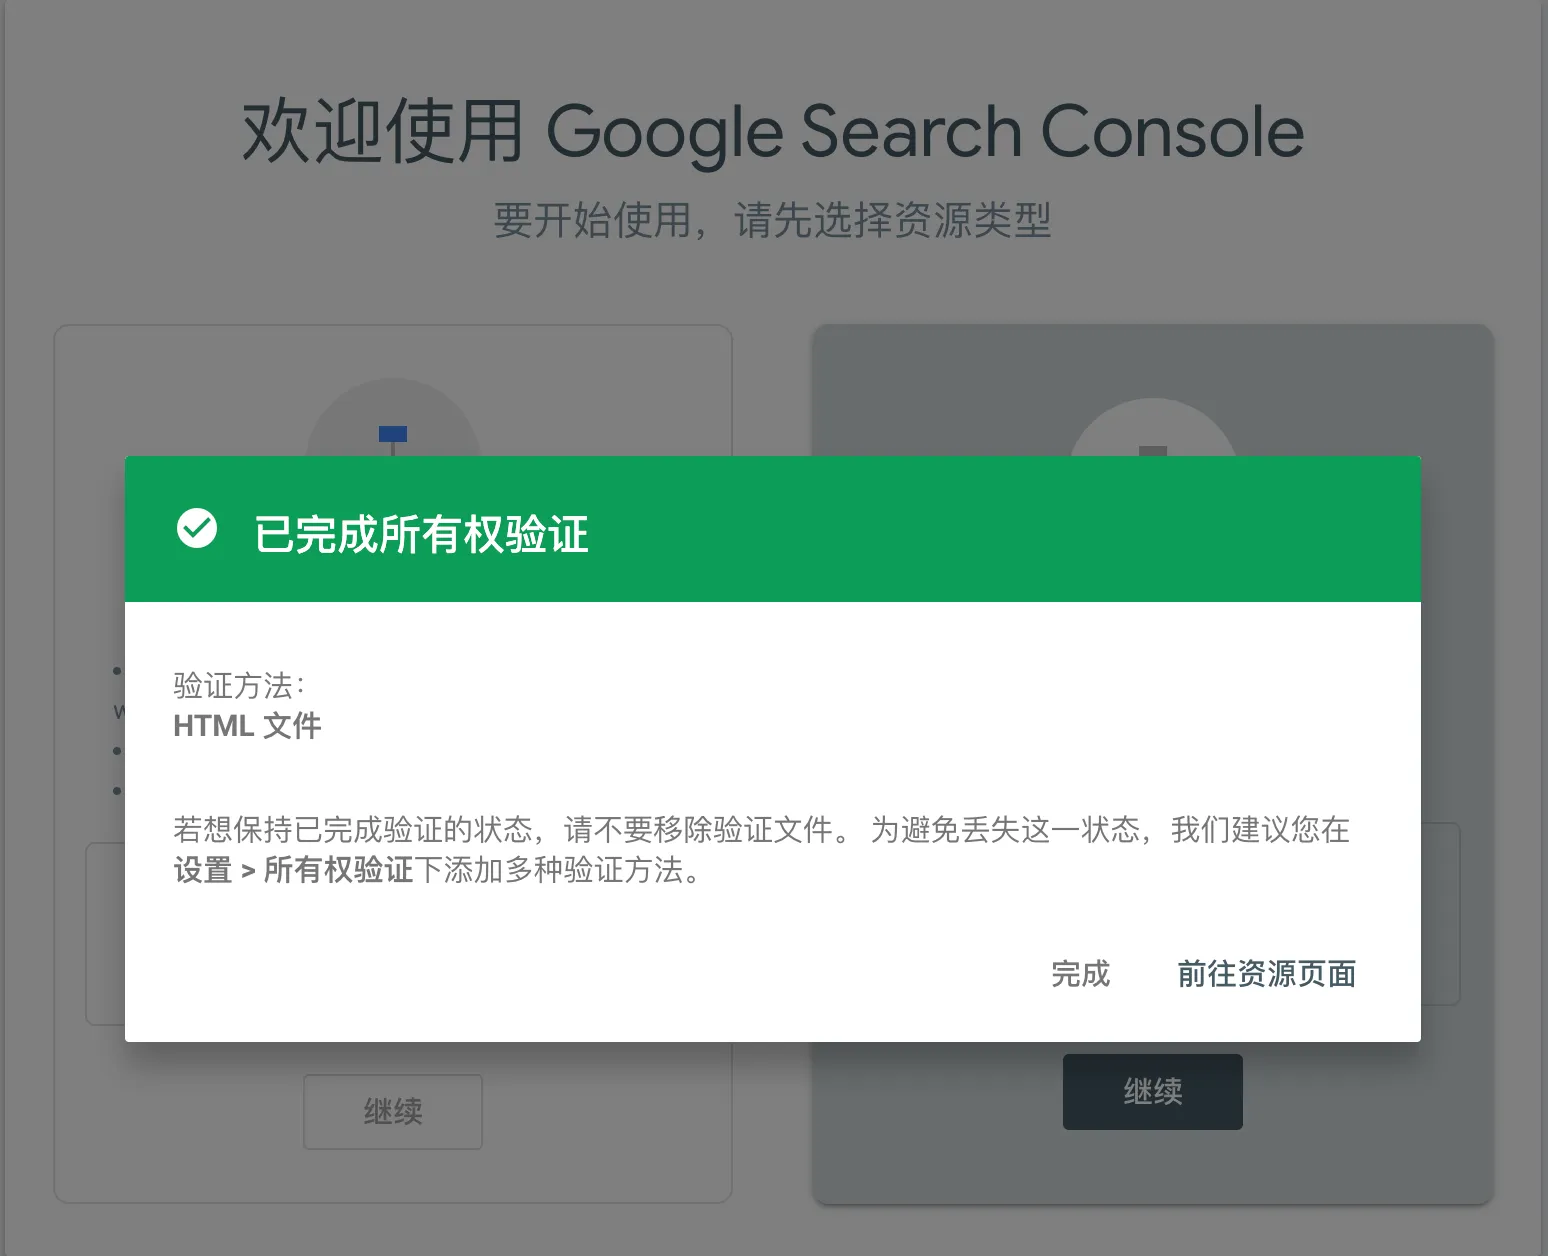 欢迎使用 Google Search Console
要开始使用，请先选择资源类型
已完成所有权验证
验证方法：
HTML 文件
若想保持已完成验证的状态，请不要移除验证文件。 为避免丢失这一状态，我们建议您在
设置 > 所有权验证下添加多种验证方法。
完成
前往资源页面
继续
继续